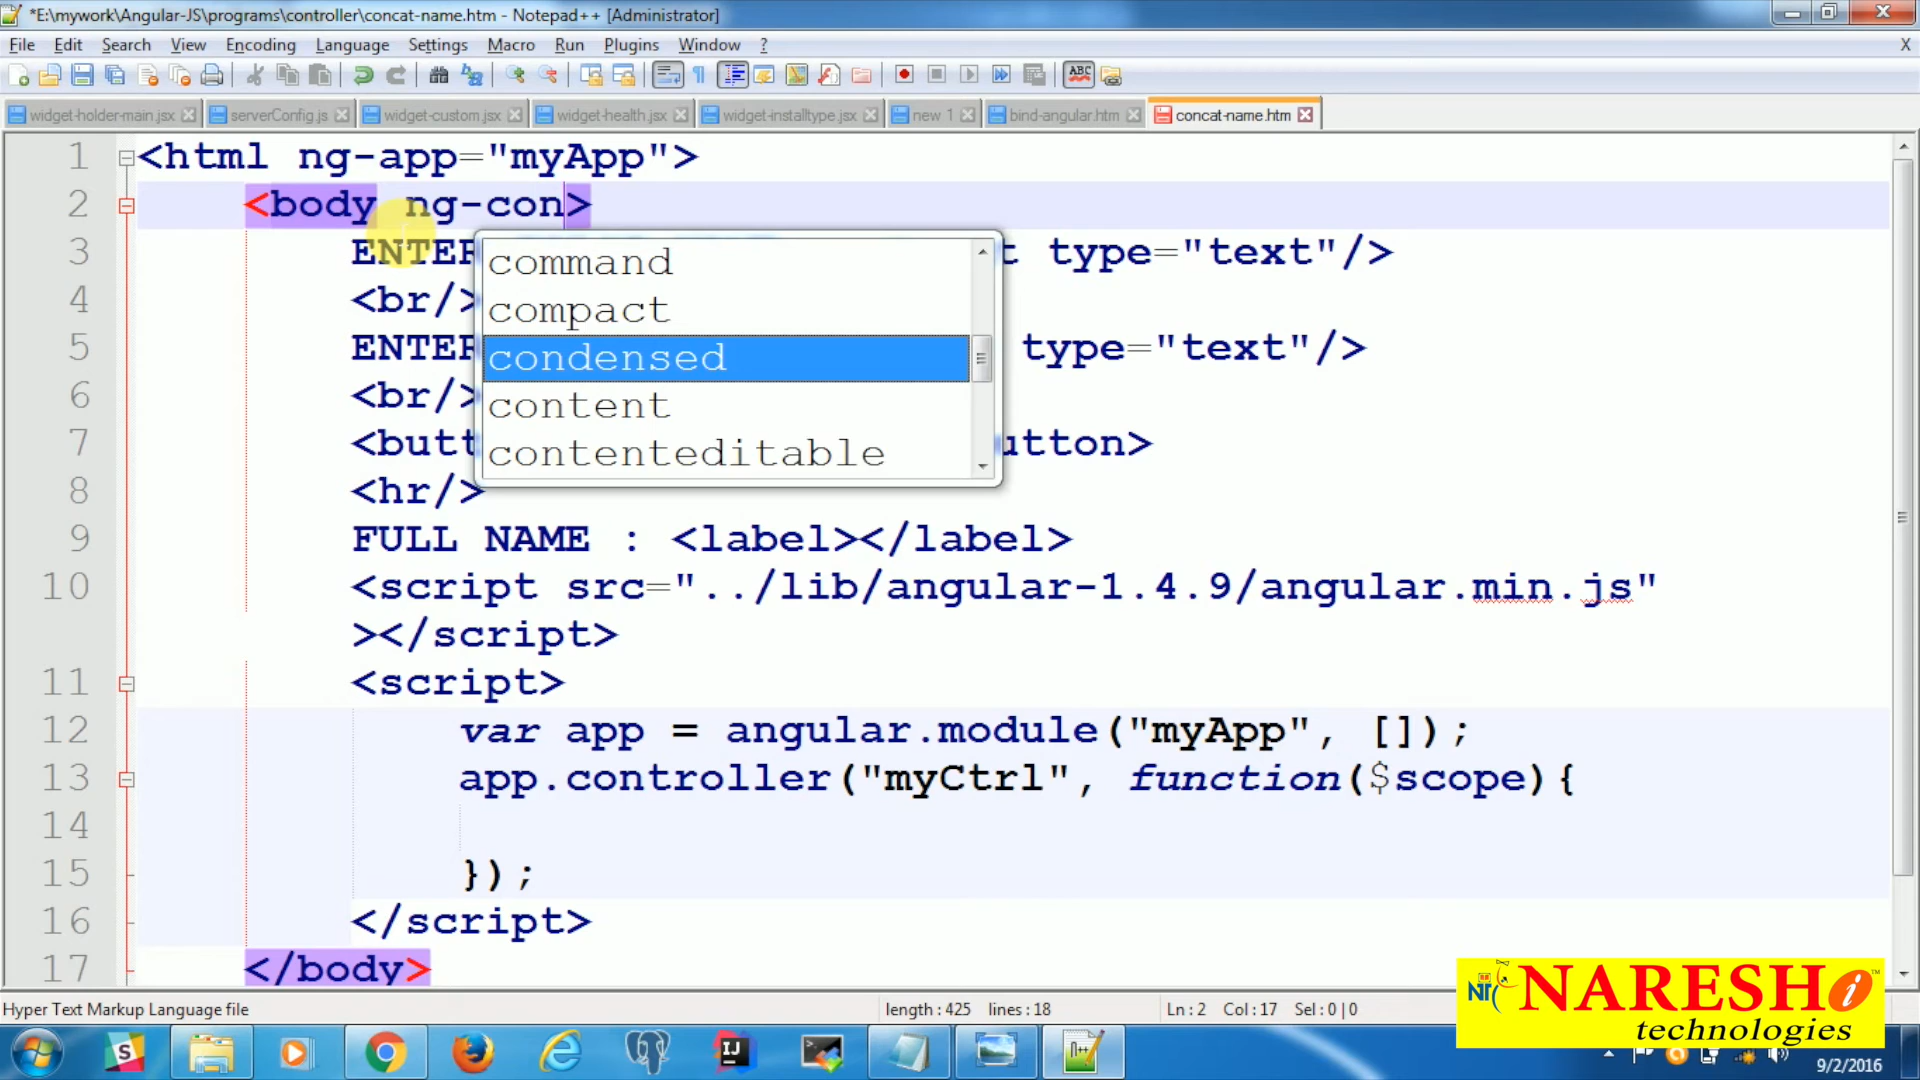 *E:\mywork\Angular-JS\programs\controller\concat-name.htm - Notepad++ [Administrator]
File Edit Search View Encoding Language Settings Macro Run Plugins Window ? X
ABC
widget-holder-main.jsx serverConfig.js widget-custom.jsx widget-health.jsx widget-installtype.jsx new 1 bind-angular.htm concat-name.htm
1 <html ng-app="myApp">
2 <body ng-con>
3 ENTER t type="text"/>
4 <br/>
5 ENTER type="text"/>
6 <br/>
7 <butt utton>
8 <hr/>
command
compact
condensed
content
contenteditable
9 FULL NAME : <label></label>
10 <script src="../lib/angular-1.4.9/angular.min.js"
></script>
11 <script>
12 var app = angular.module("myApp", []);
13 app.controller("myCtrl", function($scope){
14
15 });
16 </script>
17 </body>
Hyper Text Markup Language file length : 425 lines : 18 Ln : 2 Col : 17 Sel : 0 | 0
NARESH i
technologies
9/2/2016